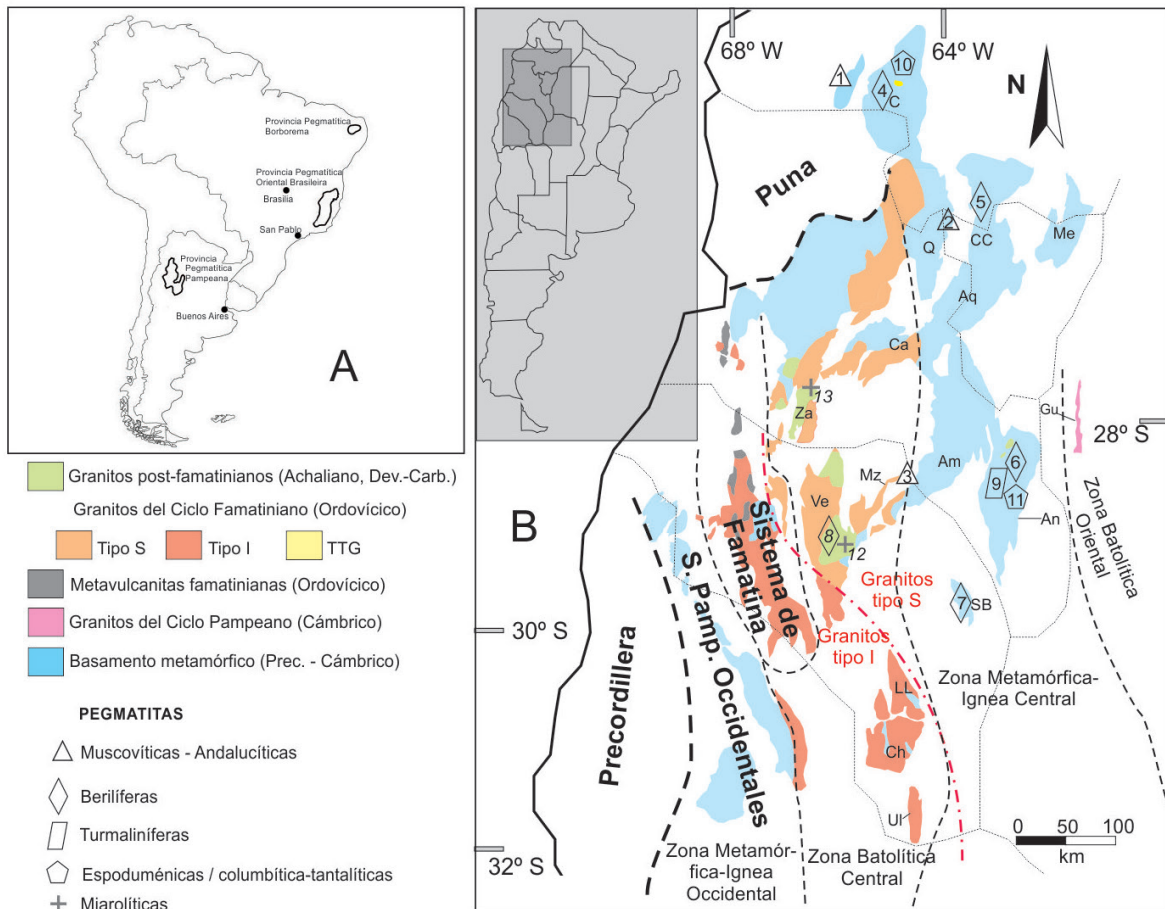 Provincia Pegmatítica
Borborema
Provincia Pegmatítica
Oriental Brasileira
Brasilia
San Pablo
Provincia
Pegmatítica
Pampeana
Buenos Aires
A
Granitos post-famatinianos (Achaliano, Dev.-Carb.)
Granitos del Ciclo Famatiniano (Ordovícico)
Tipo S
Tipo I
TTG
Metavulcanitas famatinianas (Ordovícico)
Granitos del Ciclo Pampeano (Cámbrico)
Basamento metamórfico (Prec. - Cámbrico)
PEGMATITAS
Muscovíticas - Andalucíticas
Berilíferas
Turmaliníferas
Espoduménicas / columbítica-tantalíticas
Miarolíticas
B
68º W
64º W
N
1
10
4
C
Puna
5
2
Q
CC
Me
Aq
Ca
13
Za
Gu
28º S
Mz
3
Am
6
9
11
An
Ve
8
12
Zona Batolítica
Oriental
Sistema de
Famatina
S. Pamp. Occidentales
Precordillera
Granitos
tipo S
Granitos
tipo I
7
SB
30º S
Zona Metamórfica-
Ignea Central
LL
Ch
Ul
0
50
100
km
32º S
Zona Metamór-
fica-Ignea
Occidental
Zona Batolítica
Central